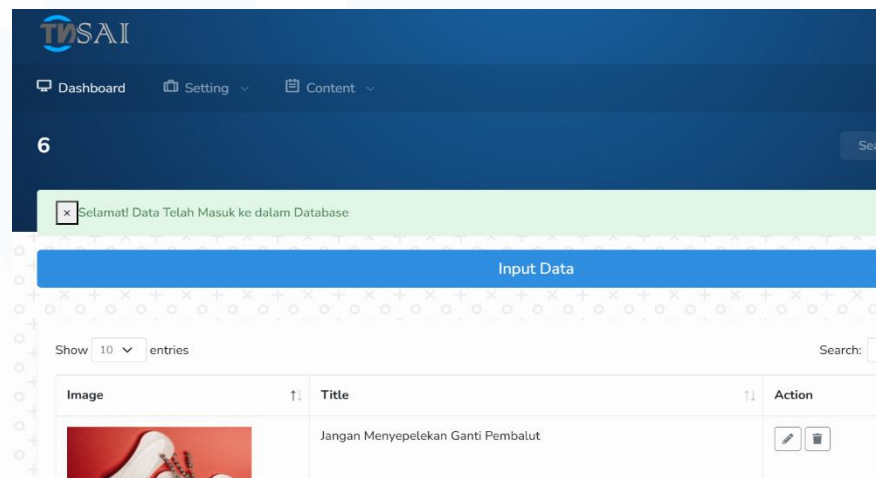 TNSAI
Dashboard Setting Content
6
× Selamat! Data Telah Masuk ke dalam Database
Input Data
Show 10 entries Search:
Image Title Action
Jangan Menyepelekan Ganti Pembalut